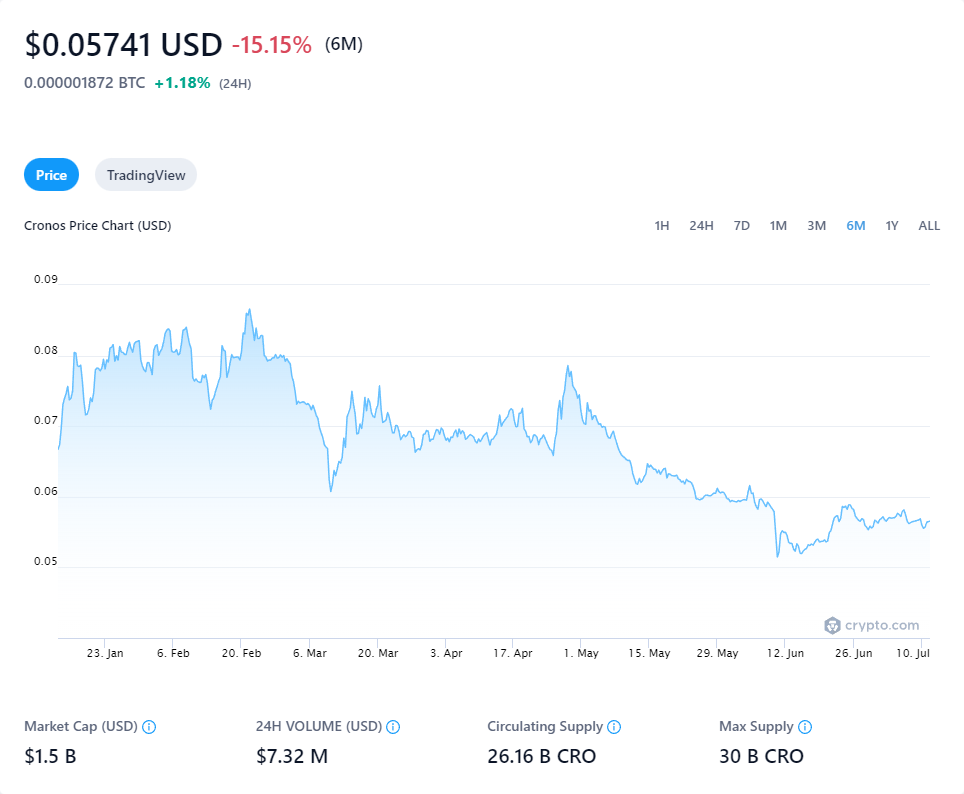 $0.05741 USD -15.15% (6M)
0.000001872 BTC +1.18% (24H)
Price TradingView
Cronos Price Chart (USD)
1H 24H 7D 1M 3M 6M 1Y ALL
0.09
0.08
0.07
0.06
0.05
crypto.com
23. Jan 6. Feb 20. Feb 6. Mar 20. Mar 3. Apr 17. Apr 1. May 15. May 29. May 12. Jun 26. Jun 10. Jul
Market Cap (USD) 24H VOLUME (USD) Circulating Supply Max Supply
$1.5 B $7.32 M 26.16 B CRO 30 B CRO